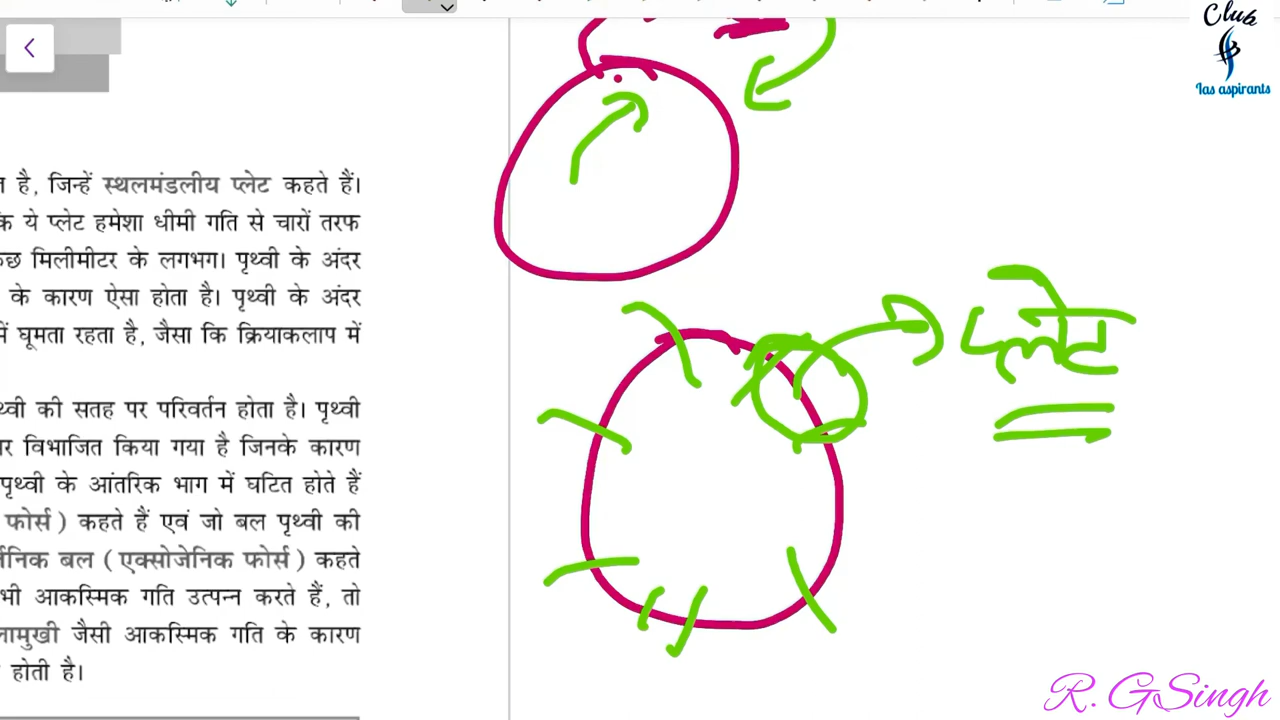 Club
Ias aspirants
त है, जिन्हें स्थलमंडलीय प्लेट कहते हैं।
के ये प्लेट हमेशा धीमी गति से चारों तरफ
कुछ मिलीमीटर के लगभग। पृथ्वी के अंदर
के कारण ऐसा होता है। पृथ्वी के अंदर
में घूमता रहता है, जैसा कि क्रियाकलाप में
थ्वी की सतह पर परिवर्तन होता है। पृथ्वी
र विभाजित किया गया है जिनके कारण
पृथ्वी के आंतरिक भाग में घटित होते हैं
फोर्स) कहते हैं एवं जो बल पृथ्वी की
र्जनिक बल (एक्सोजेनिक फोर्स) कहते
भी आकस्मिक गति उत्पन्न करते हैं, तो
लामुखी जैसी आकस्मिक गति के कारण
होती है।
प्लेट
R. GSingh